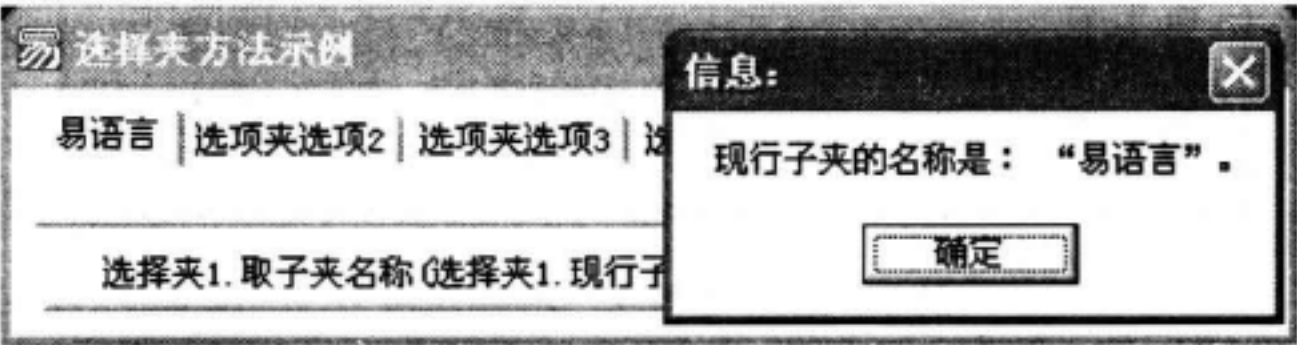 易 选择夹方法示例
易语言 选项夹选项2 选项夹选项3 选
选择夹1.取子夹名称(选择夹1.现行子
信息:
现行子夹的名称是： “易语言”。
确定